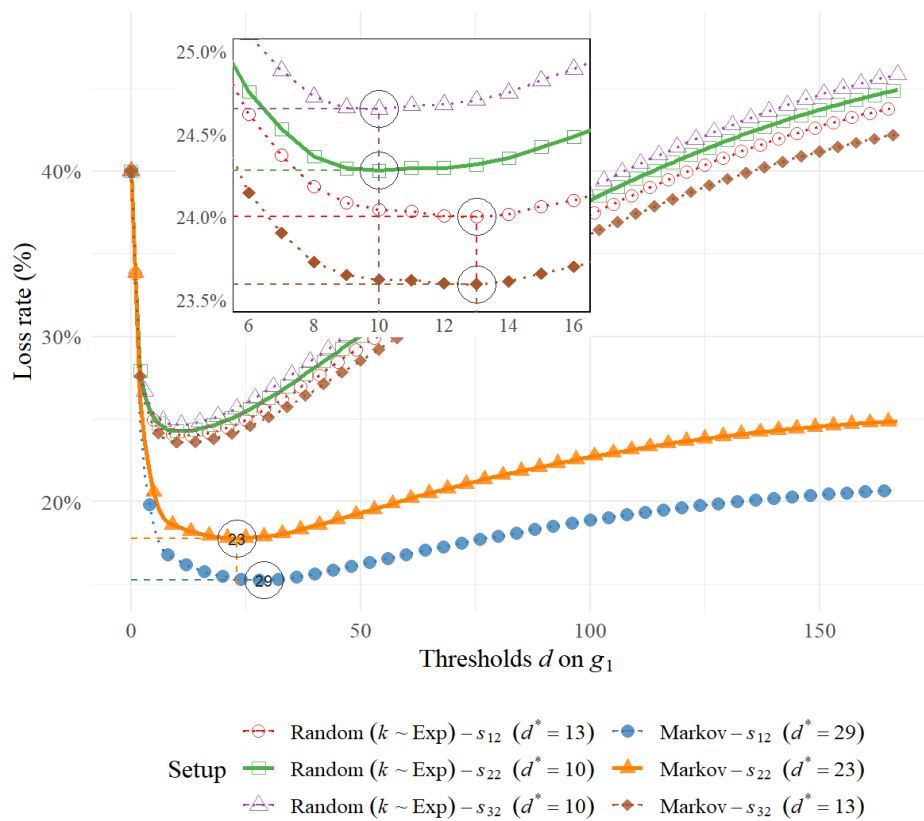 25.0%
24.5%
24.0%
23.5%
6 8 10 12 14 16
40%
30%
20%
Loss rate (%)
23
29
0 50 100 150
Thresholds d on g₁
Setup
Random (k ~ Exp) – s₁₂ (d* = 13)
Random (k ~ Exp) – s₂₂ (d* = 10)
Random (k ~ Exp) – s₃₂ (d* = 10)
Markov – s₁₂ (d* = 29)
Markov – s₂₂ (d* = 23)
Markov – s₃₂ (d* = 13)